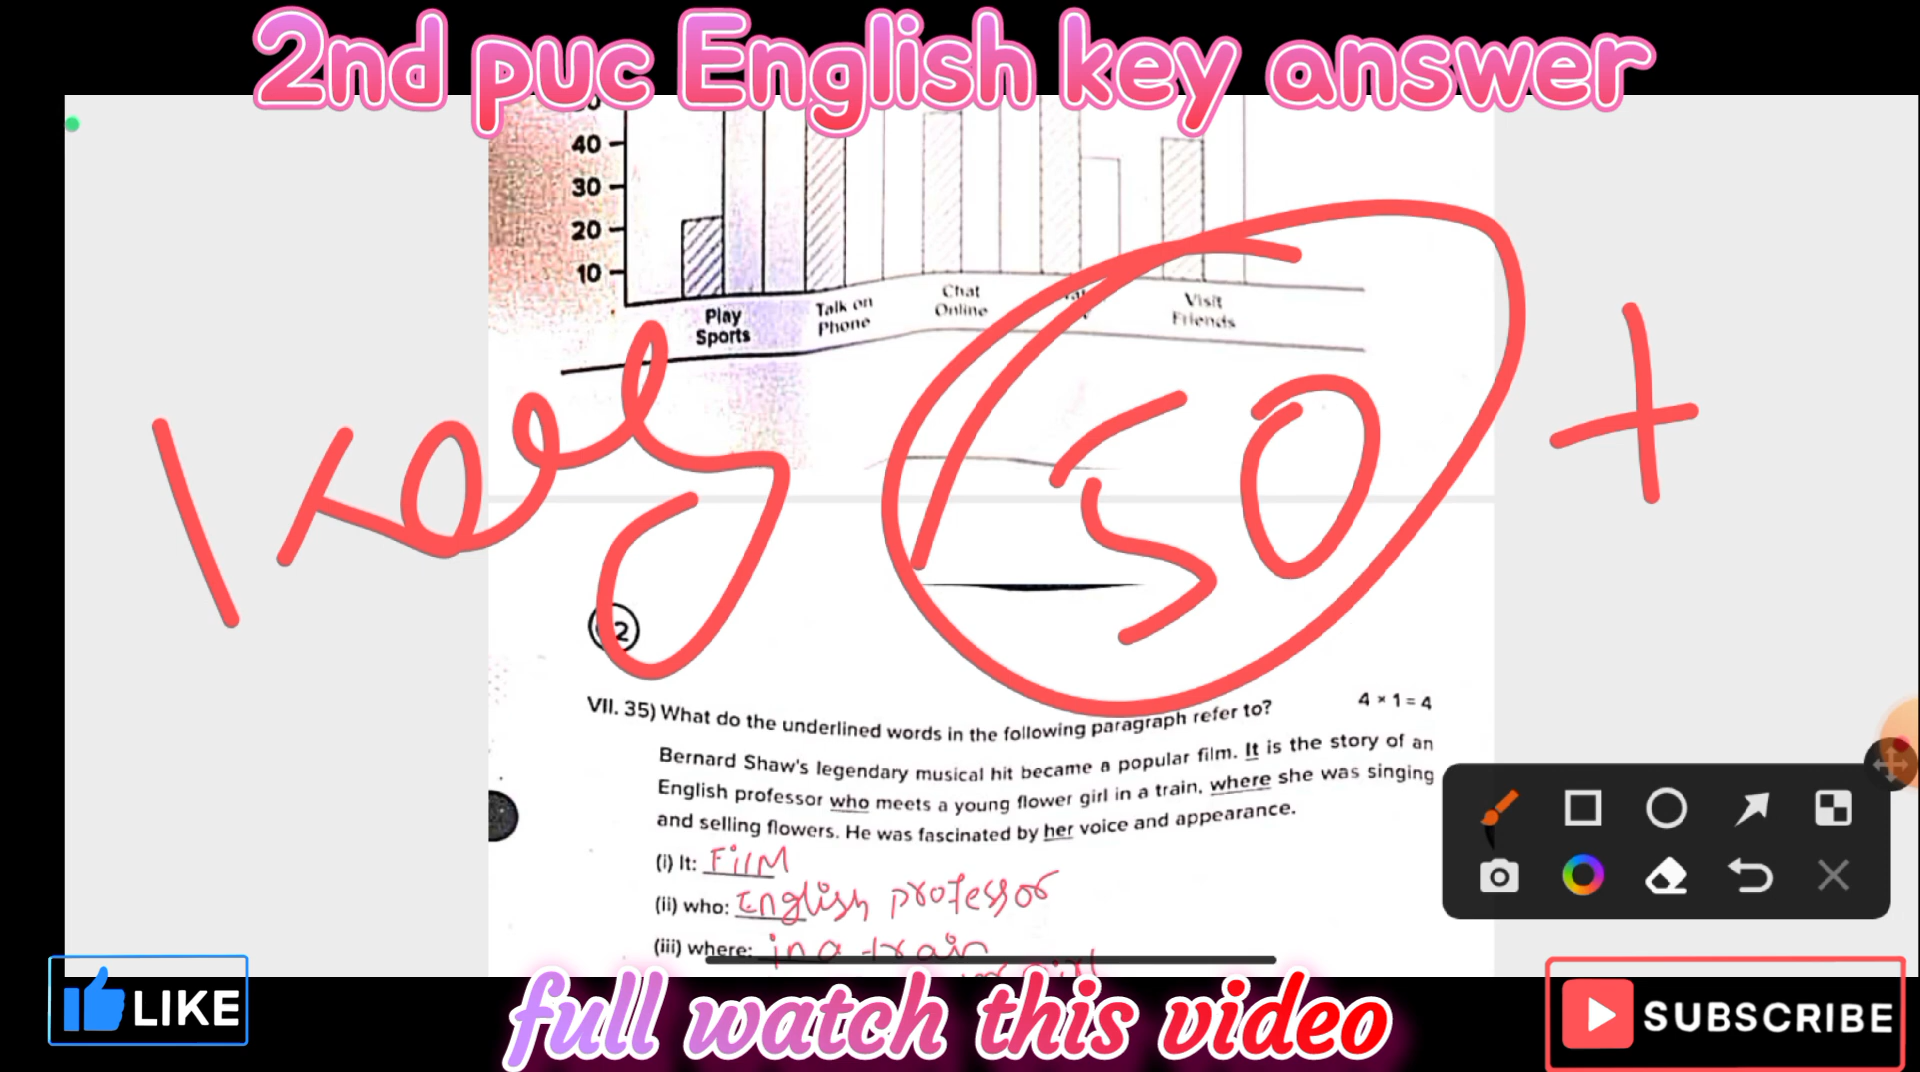 2nd puc English key answer
40
30
20
10
Play Sports
Talk on Phone
Chat Online
Visit Friends
Key 50 +
2
VII. 35) What do the underlined words in the following paragraph refer to? 4 × 1 = 4
Bernard Shaw's legendary musical hit became a popular film. It is the story of an
English professor who meets a young flower girl in a train, where she was singing
and selling flowers. He was fascinated by her voice and appearance.
(i) It: Film
(ii) who: English professor
(iii) where: in a train
LIKE
full watch this video
SUBSCRIBE